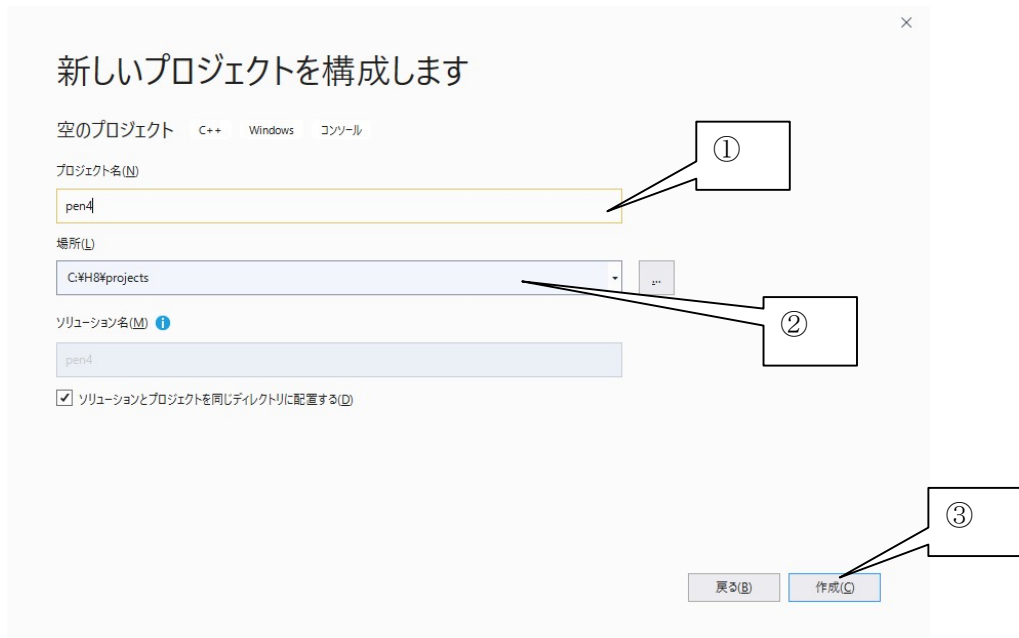 新しいプロジェクトを構成します
空のプロジェクト C++ Windows コンソール
プロジェクト名(N)
①
pen4
場所(L)
C:¥H8¥projects
...
②
ソリューション名(M)
pen4
ソリューションとプロジェクトを同じディレクトリに配置する(D)
③
戻る(B) 作成(C)